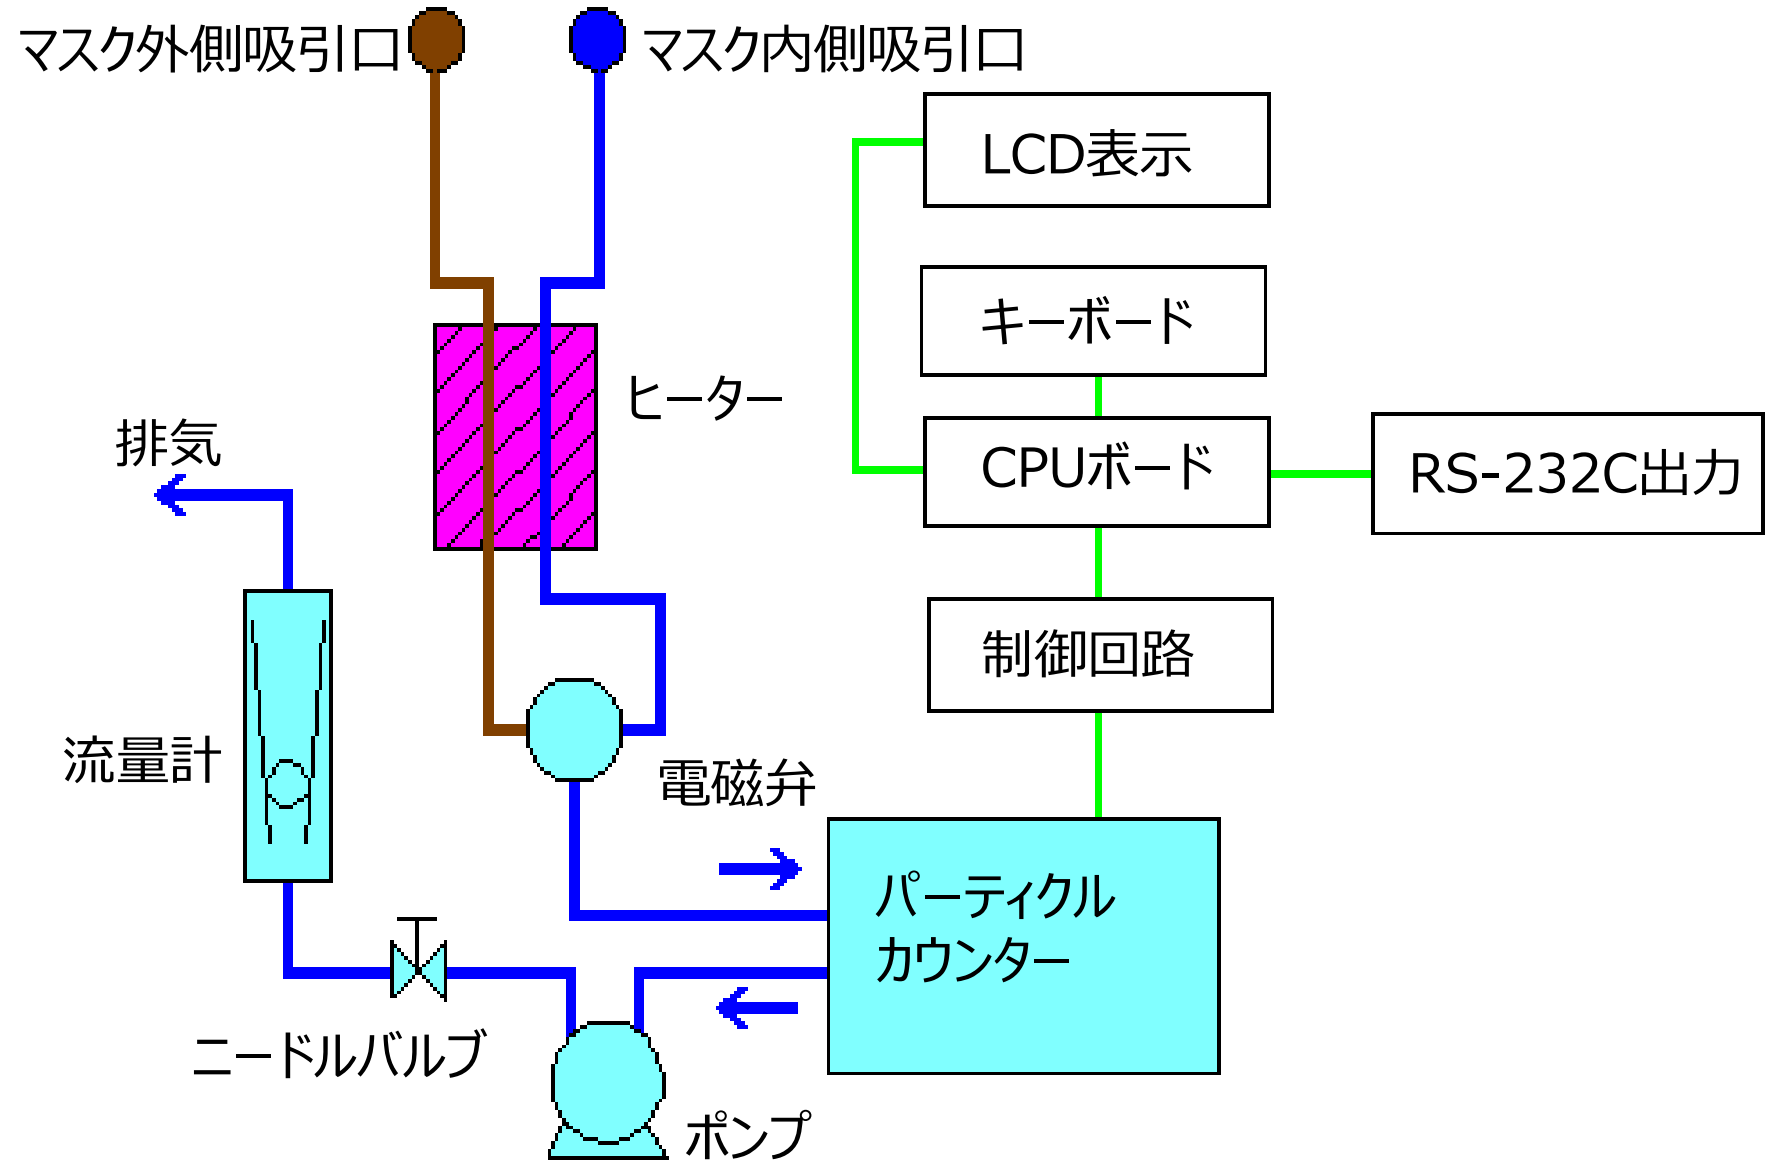 マスク外側吸引口
マスク内側吸引口
LCD表示
キーボード
ヒーター
排気
CPUボード
RS-232C出力
制御回路
流量計
電磁弁
パーティクル
カウンター
ニードルバルブ
ポンプ